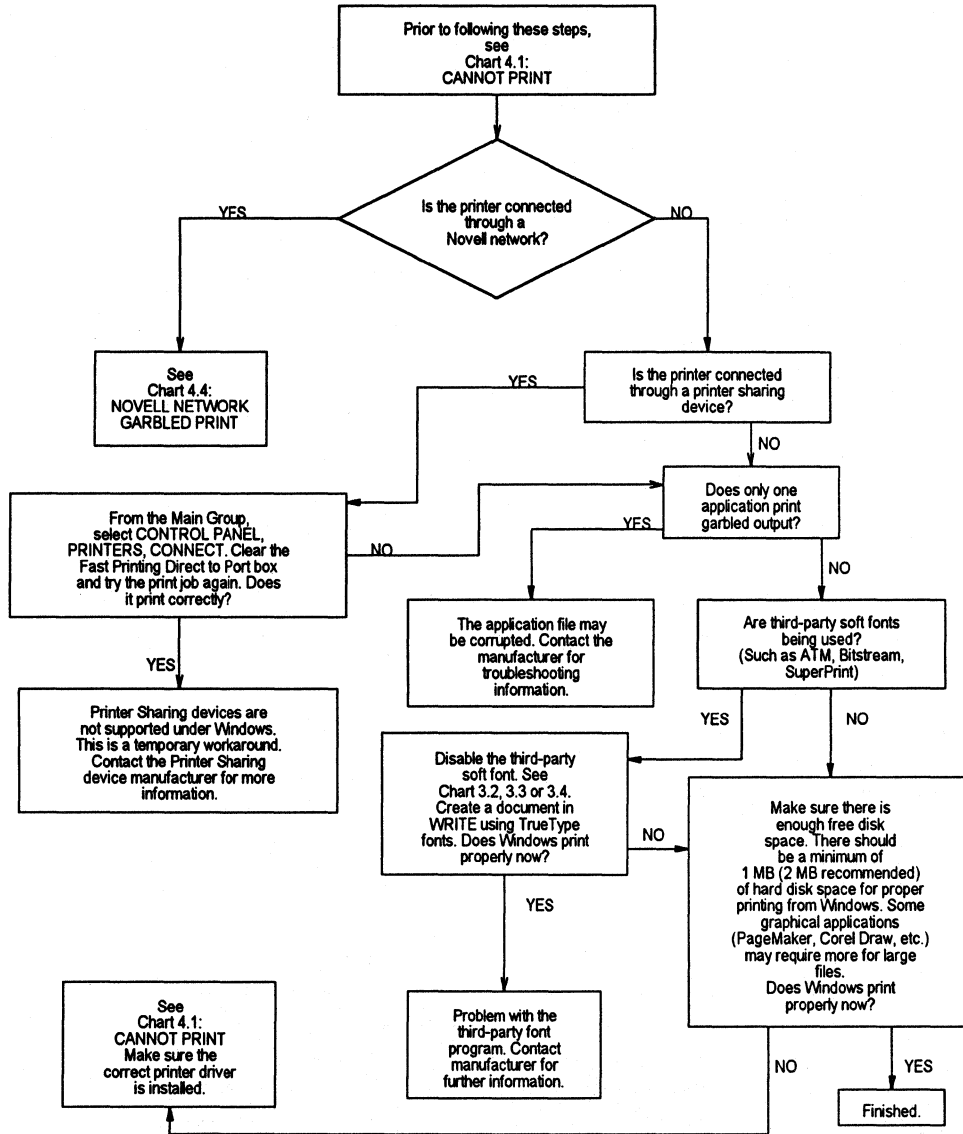 Prior to following these steps,
see
Chart 4.1:
CANNOT PRINT
Is the printer connected
through a
Novell network?
YES
NO
See
Chart 4.4:
NOVELL NETWORK
GARBLED PRINT
Is the printer connected
through a printer sharing
device?
YES
NO
From the Main Group,
select CONTROL PANEL,
PRINTERS, CONNECT. Clear the
Fast Printing Direct to Port box
and try the print job again. Does
it print correctly?
NO
YES
Does only one
application print
garbled output?
YES
NO
Printer Sharing devices are
not supported under Windows.
This is a temporary workaround.
Contact the Printer Sharing
device manufacturer for more
information.
The application file may
be corrupted. Contact the
manufacturer for
troubleshooting
information.
Are third-party soft fonts
being used?
(Such as ATM, Bitstream,
SuperPrint)
YES
NO
Disable the third-party
soft font. See
Chart 3.2, 3.3 or 3.4.
Create a document in
WRITE using TrueType
fonts. Does Windows print
properly now?
NO
YES
Make sure there is
enough free disk
space. There should
be a minimum of
1 MB (2 MB recommended)
of hard disk space for proper
printing from Windows. Some
graphical applications
(PageMaker, Corel Draw, etc.)
may require more for large
files.
Does Windows print
properly now?
NO
YES
See
Chart 4.1:
CANNOT PRINT
Make sure the
correct printer driver
is installed.
Problem with the
third-party font
program. Contact
manufacturer for
further information.
Finished.